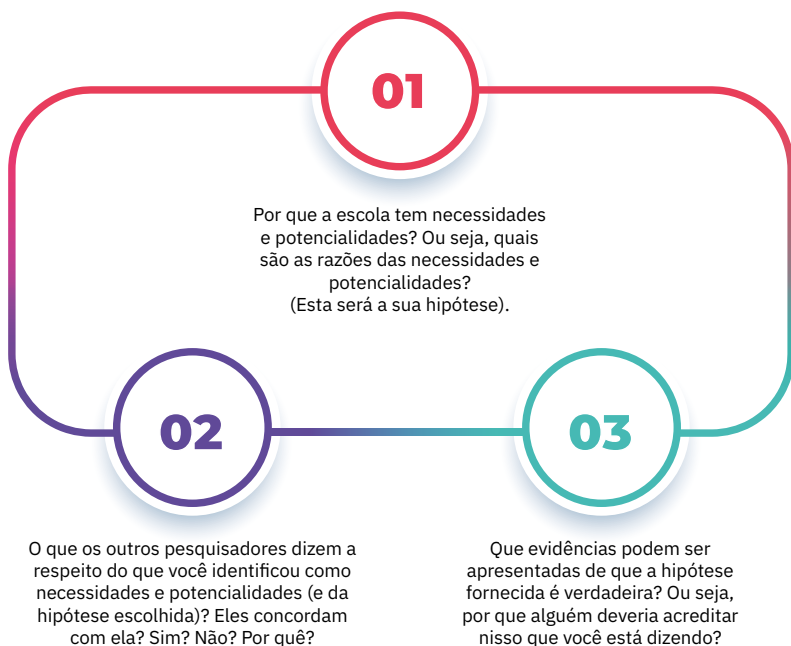 01
Por que a escola tem necessidades
e potencialidades? Ou seja, quais
são as razões das necessidades e
potencialidades?
(Esta será a sua hipótese).
02
O que os outros pesquisadores dizem a
respeito do que você identificou como
necessidades e potencialidades (e da
hipótese escolhida)? Eles concordam
com ela? Sim? Não? Por quê?
03
Que evidências podem ser
apresentadas de que a hipótese
fornecida é verdadeira? Ou seja,
por que alguém deveria acreditar
nisso que você está dizendo?